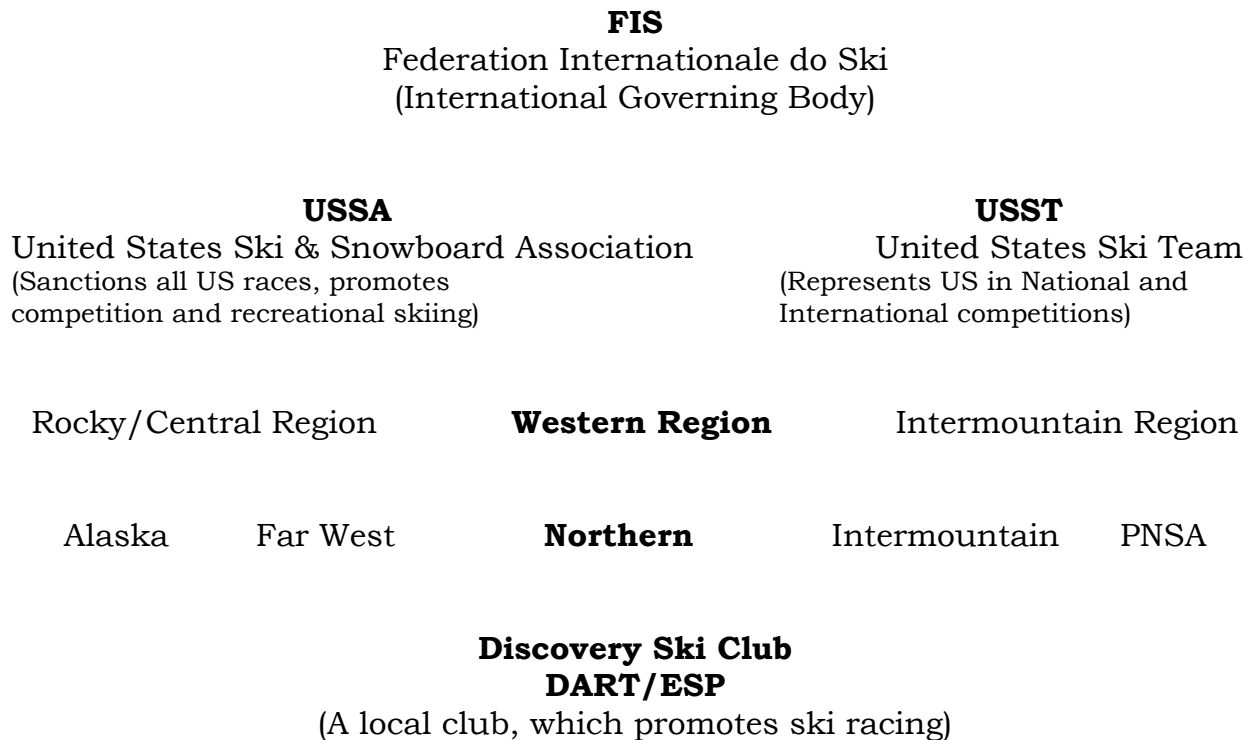 FIS
Federation Internationale do Ski
(International Governing Body)
USSA USST
United States Ski & Snowboard Association United States Ski Team
(Sanctions all US races, promotes (Represents US in National and
competition and recreational skiing) International competitions)
Rocky/Central Region Western Region Intermountain Region
Alaska Far West Northern Intermountain PNSA
Discovery Ski Club
DART/ESP
(A local club, which promotes ski racing)